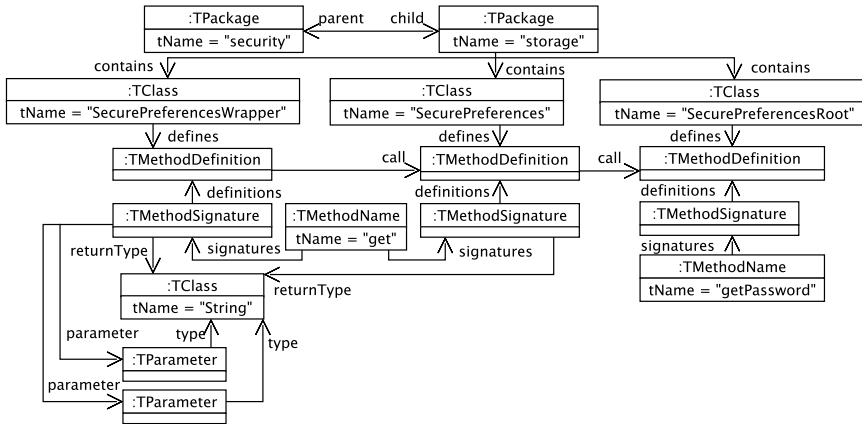 :TPackage
tName = "security"
parent
child
:TPackage
tName = "storage"
contains
contains
contains
:TClass
tName = "SecurePreferencesWrapper"
:TClass
tName = "SecurePreferences"
:TClass
tName = "SecurePreferencesRoot"
defines
defines
defines
:TMethodDefinition
call
:TMethodDefinition
call
:TMethodDefinition
definitions
definitions
definitions
:TMethodSignature
:TMethodName
tName = "get"
:TMethodSignature
:TMethodSignature
returnType
signatures
signatures
signatures
:TClass
tName = "String"
returnType
:TMethodName
tName = "getPassword"
parameter
type
type
:TParameter
parameter
:TParameter